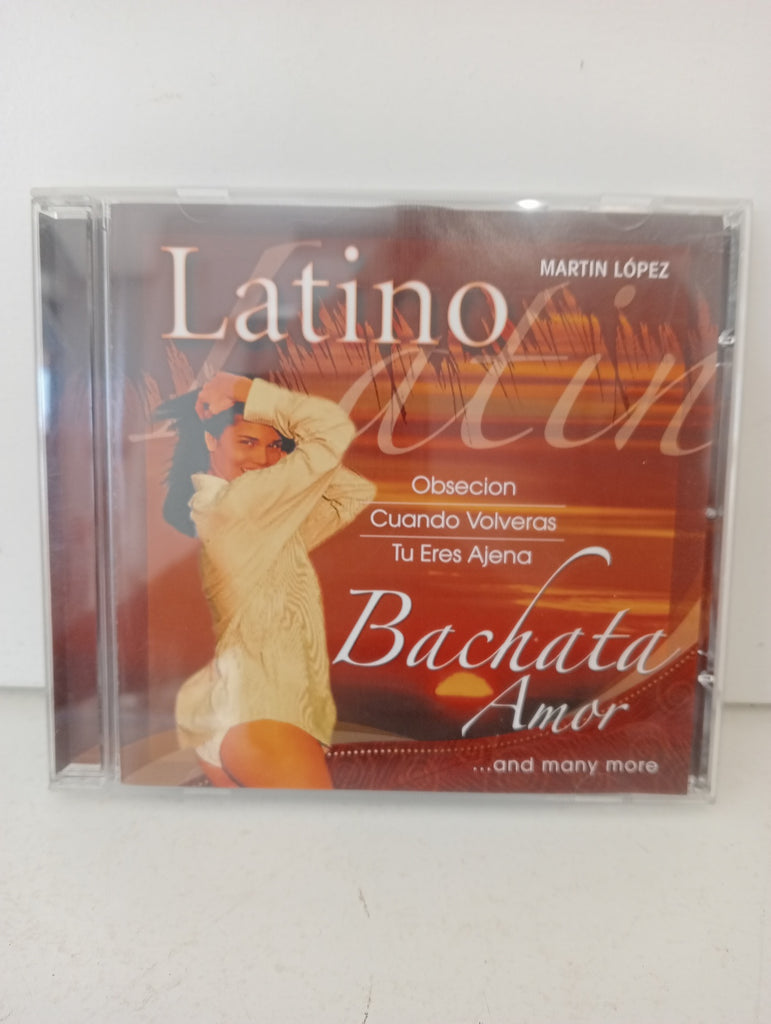 Latino
MARTIN LÓPEZ
Latin
Obsecion
Cuando Volveras
Tu Eres Ajena
Bachata
Amor
...and many more